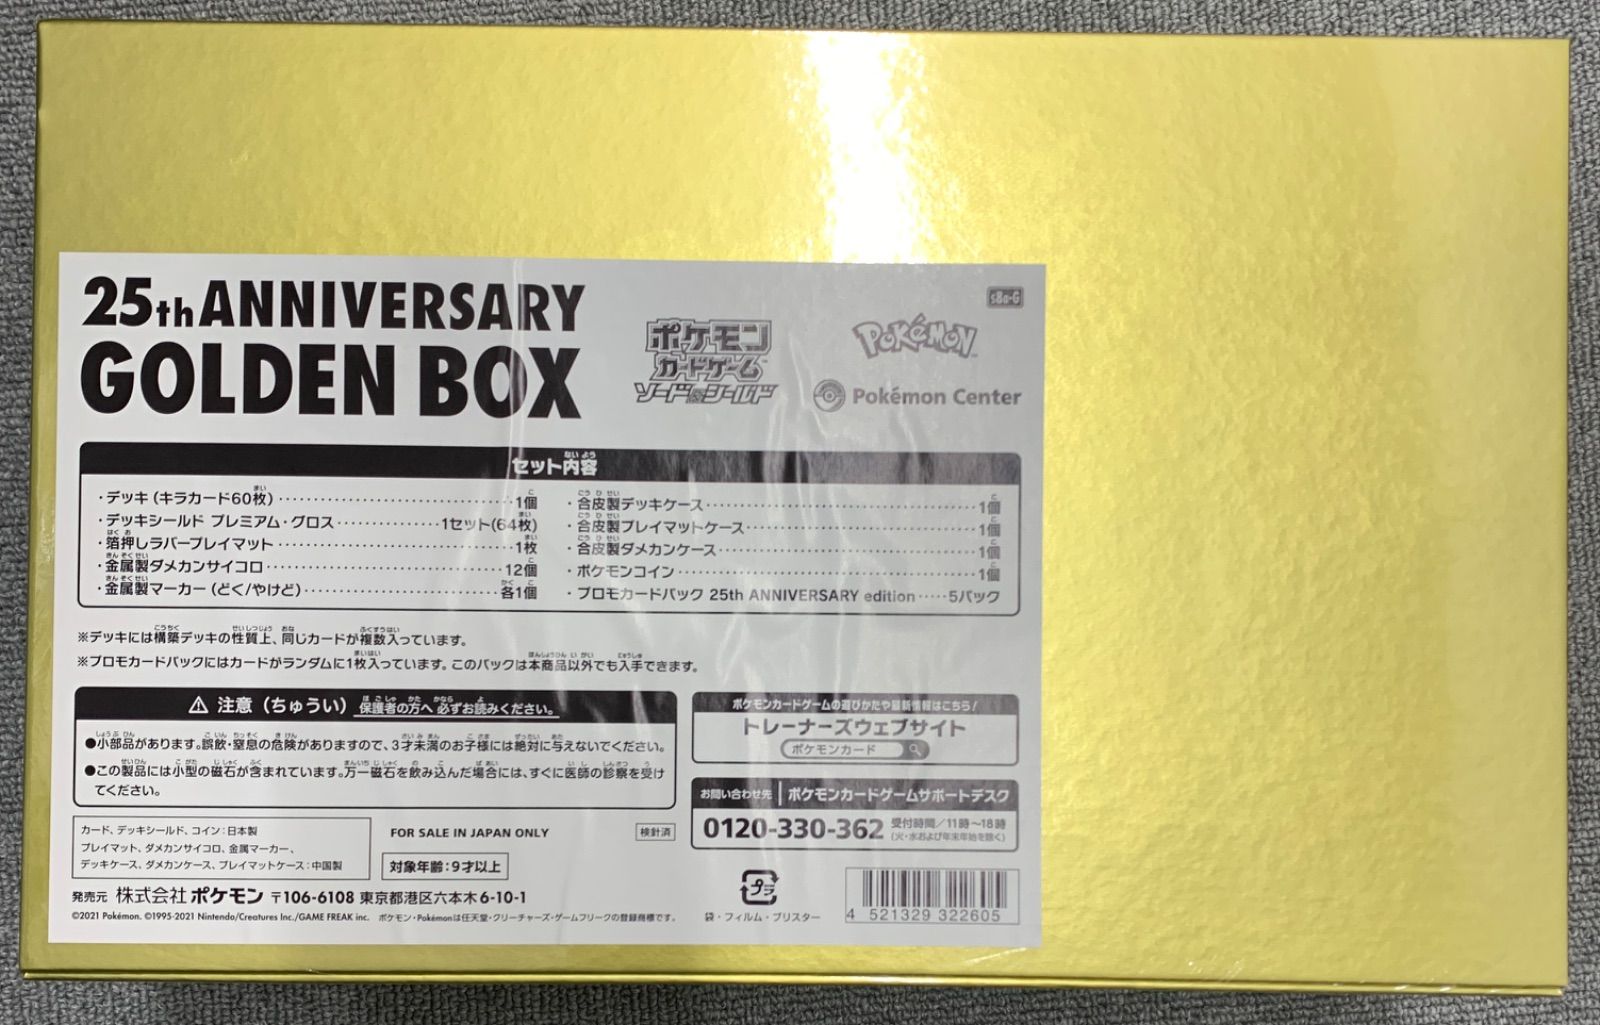 25th ANNIVERSARY
GOLDEN BOX
s8a-G
ポケモン
カードゲーム
ソード&シールド
POKéMON
Pokémon Center
セット内容
ないよう
・デッキ(キラカード60枚)・・・・・1個
・デッキシールド プレミアム・グロス・・・・・1セット(64枚)
・箔押しラバープレイマット・・・・・1枚
・金属製ダメカンサイコロ・・・・・12個
・金属製マーカー(どく/やけど)・・・・・各1個
・合皮製デッキケース・・・・・1個
・合皮製プレイマットケース・・・・・1個
・合皮製ダメカンケース・・・・・1個
・ポケモンコイン・・・・・1個
・プロモカードパック 25th ANNIVERSARY edition・・・・・5パック
※デッキには構築デッキの性質上、同じカードが複数入っています。
※プロモカードパックにはカードがランダムに1枚入っています。このパックは本商品以外でも入手できます。
⚠ 注意(ちゅうい) 保護者の方へ 必ずお読みください。
●小部品があります。誤飲・窒息の危険がありますので、3才未満のお子様には絶対に与えないでください。
●この製品には小型の磁石が含まれています。万一磁石を飲み込んだ場合には、すぐに医師の診察を受け
てください。
ポケモンカードゲームの遊びかたや最新情報はこちら!
トレーナーズウェブサイト
ポケモンカード
お問い合わせ先 ポケモンカードゲームサポートデスク
0120-330-362 受付時間/11時~18時
(火・水および年末年始を除く)
カード、デッキシールド、コイン:日本製
プレイマット、ダメカンサイコロ、金属マーカー、
デッキケース、ダメカンケース、プレイマットケース:中国製
FOR SALE IN JAPAN ONLY
検針済
対象年齢:9才以上
発売元 株式会社ポケモン 〒106-6108 東京都港区六本木6-10-1
©2021 Pokémon. ©1995-2021 Nintendo/Creatures Inc./GAME FREAK inc. ポケモン・Pokémonは任天堂・クリーチャーズ・ゲームフリークの登録商標です。
プラ
袋・フィルム・ブリスター
4 521329 322605